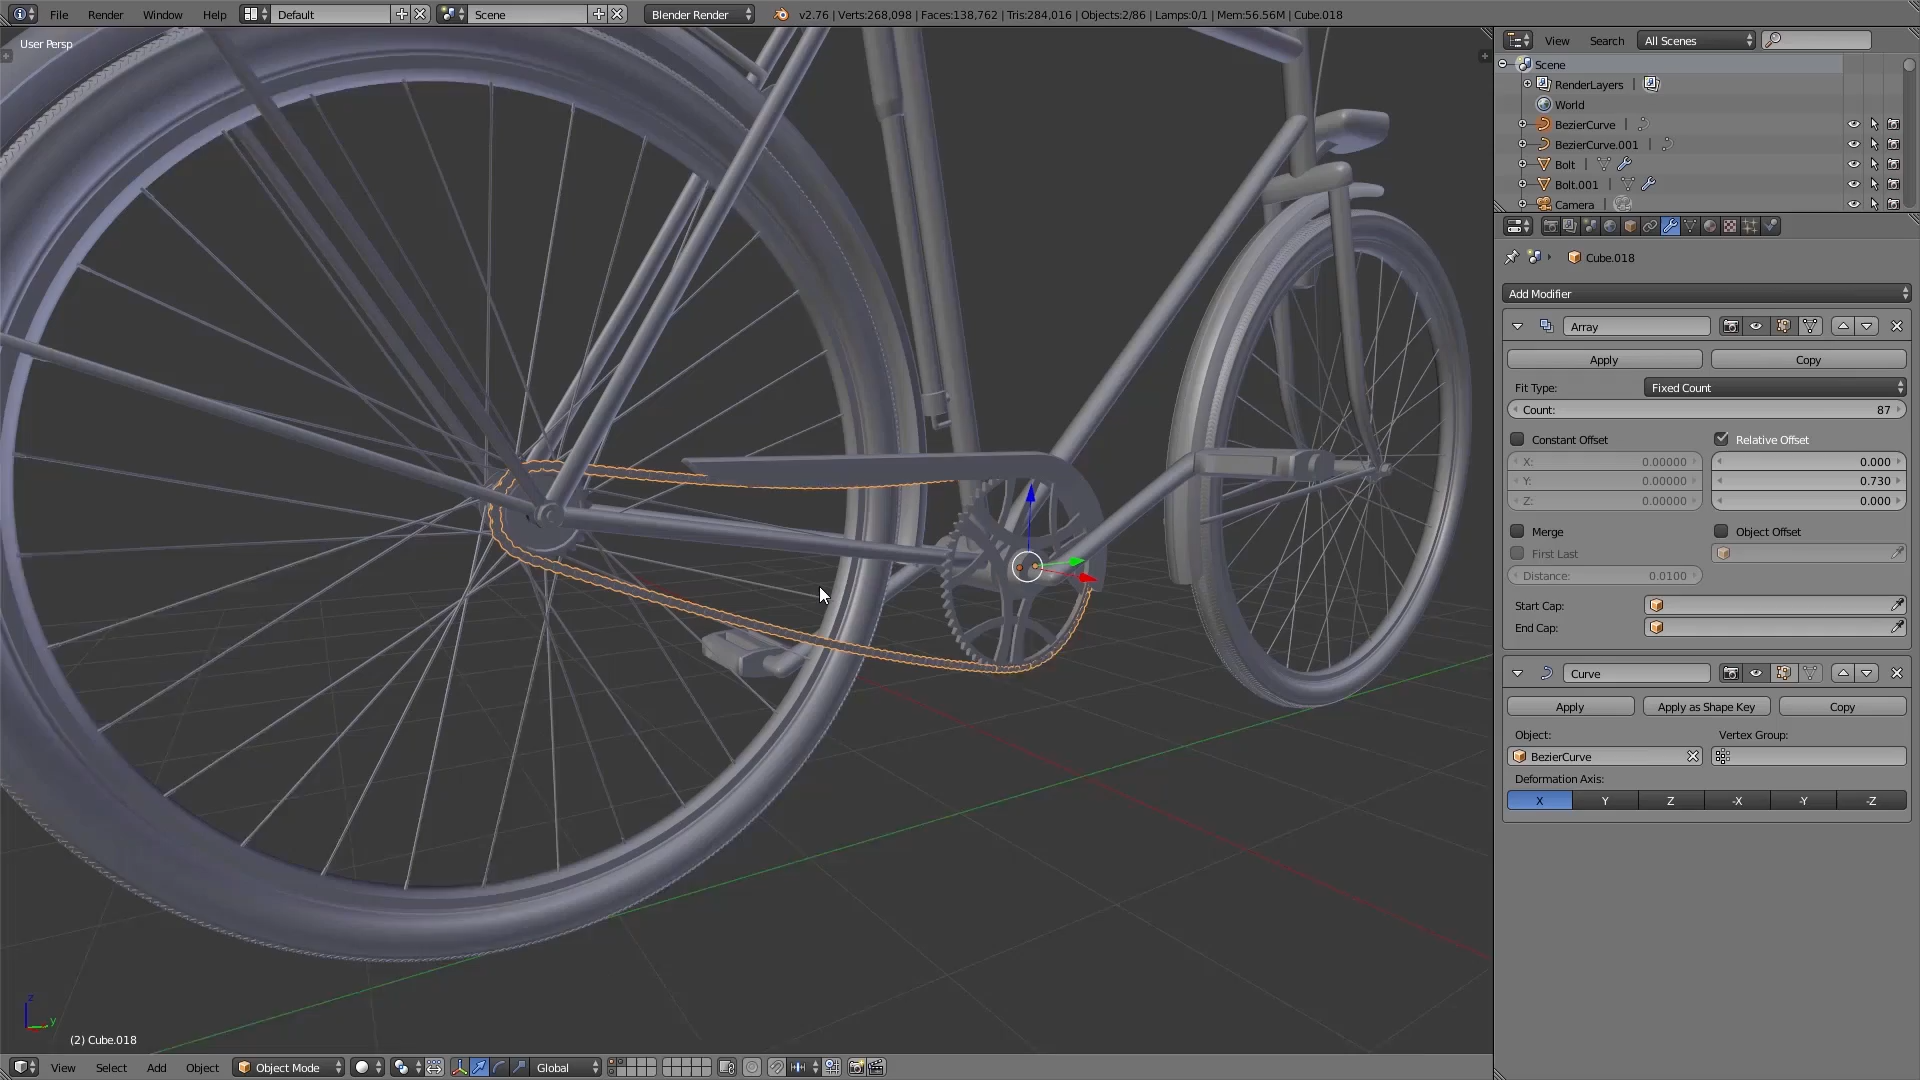 File Render Window Help Default Scene Blender Render v2.76 | Verts:268,098 | Faces:138,762 | Tris:284,016 | Objects:2/86 | Lamps:0/1 | Mem:56.56M | Cube.018
User Persp
View Search All Scenes
Scene
RenderLayers |
World
BezierCurve |
BezierCurve.001 |
Bolt |
Bolt.001 |
Camera |
Cube.018
Add Modifier
Array
Apply Copy
Fit Type: Fixed Count
Count: 87
Constant Offset Relative Offset
X: 0.00000 0.000
Y: 0.00000 0.730
Z: 0.00000 0.000
Merge Object Offset
First Last
Distance: 0.0100
Start Cap:
End Cap:
Curve
Apply Apply as Shape Key Copy
Object: Vertex Group:
BezierCurve
Deformation Axis:
X Y Z -X -Y -Z
z
y
(2) Cube.018
View Select Add Object Object Mode Global